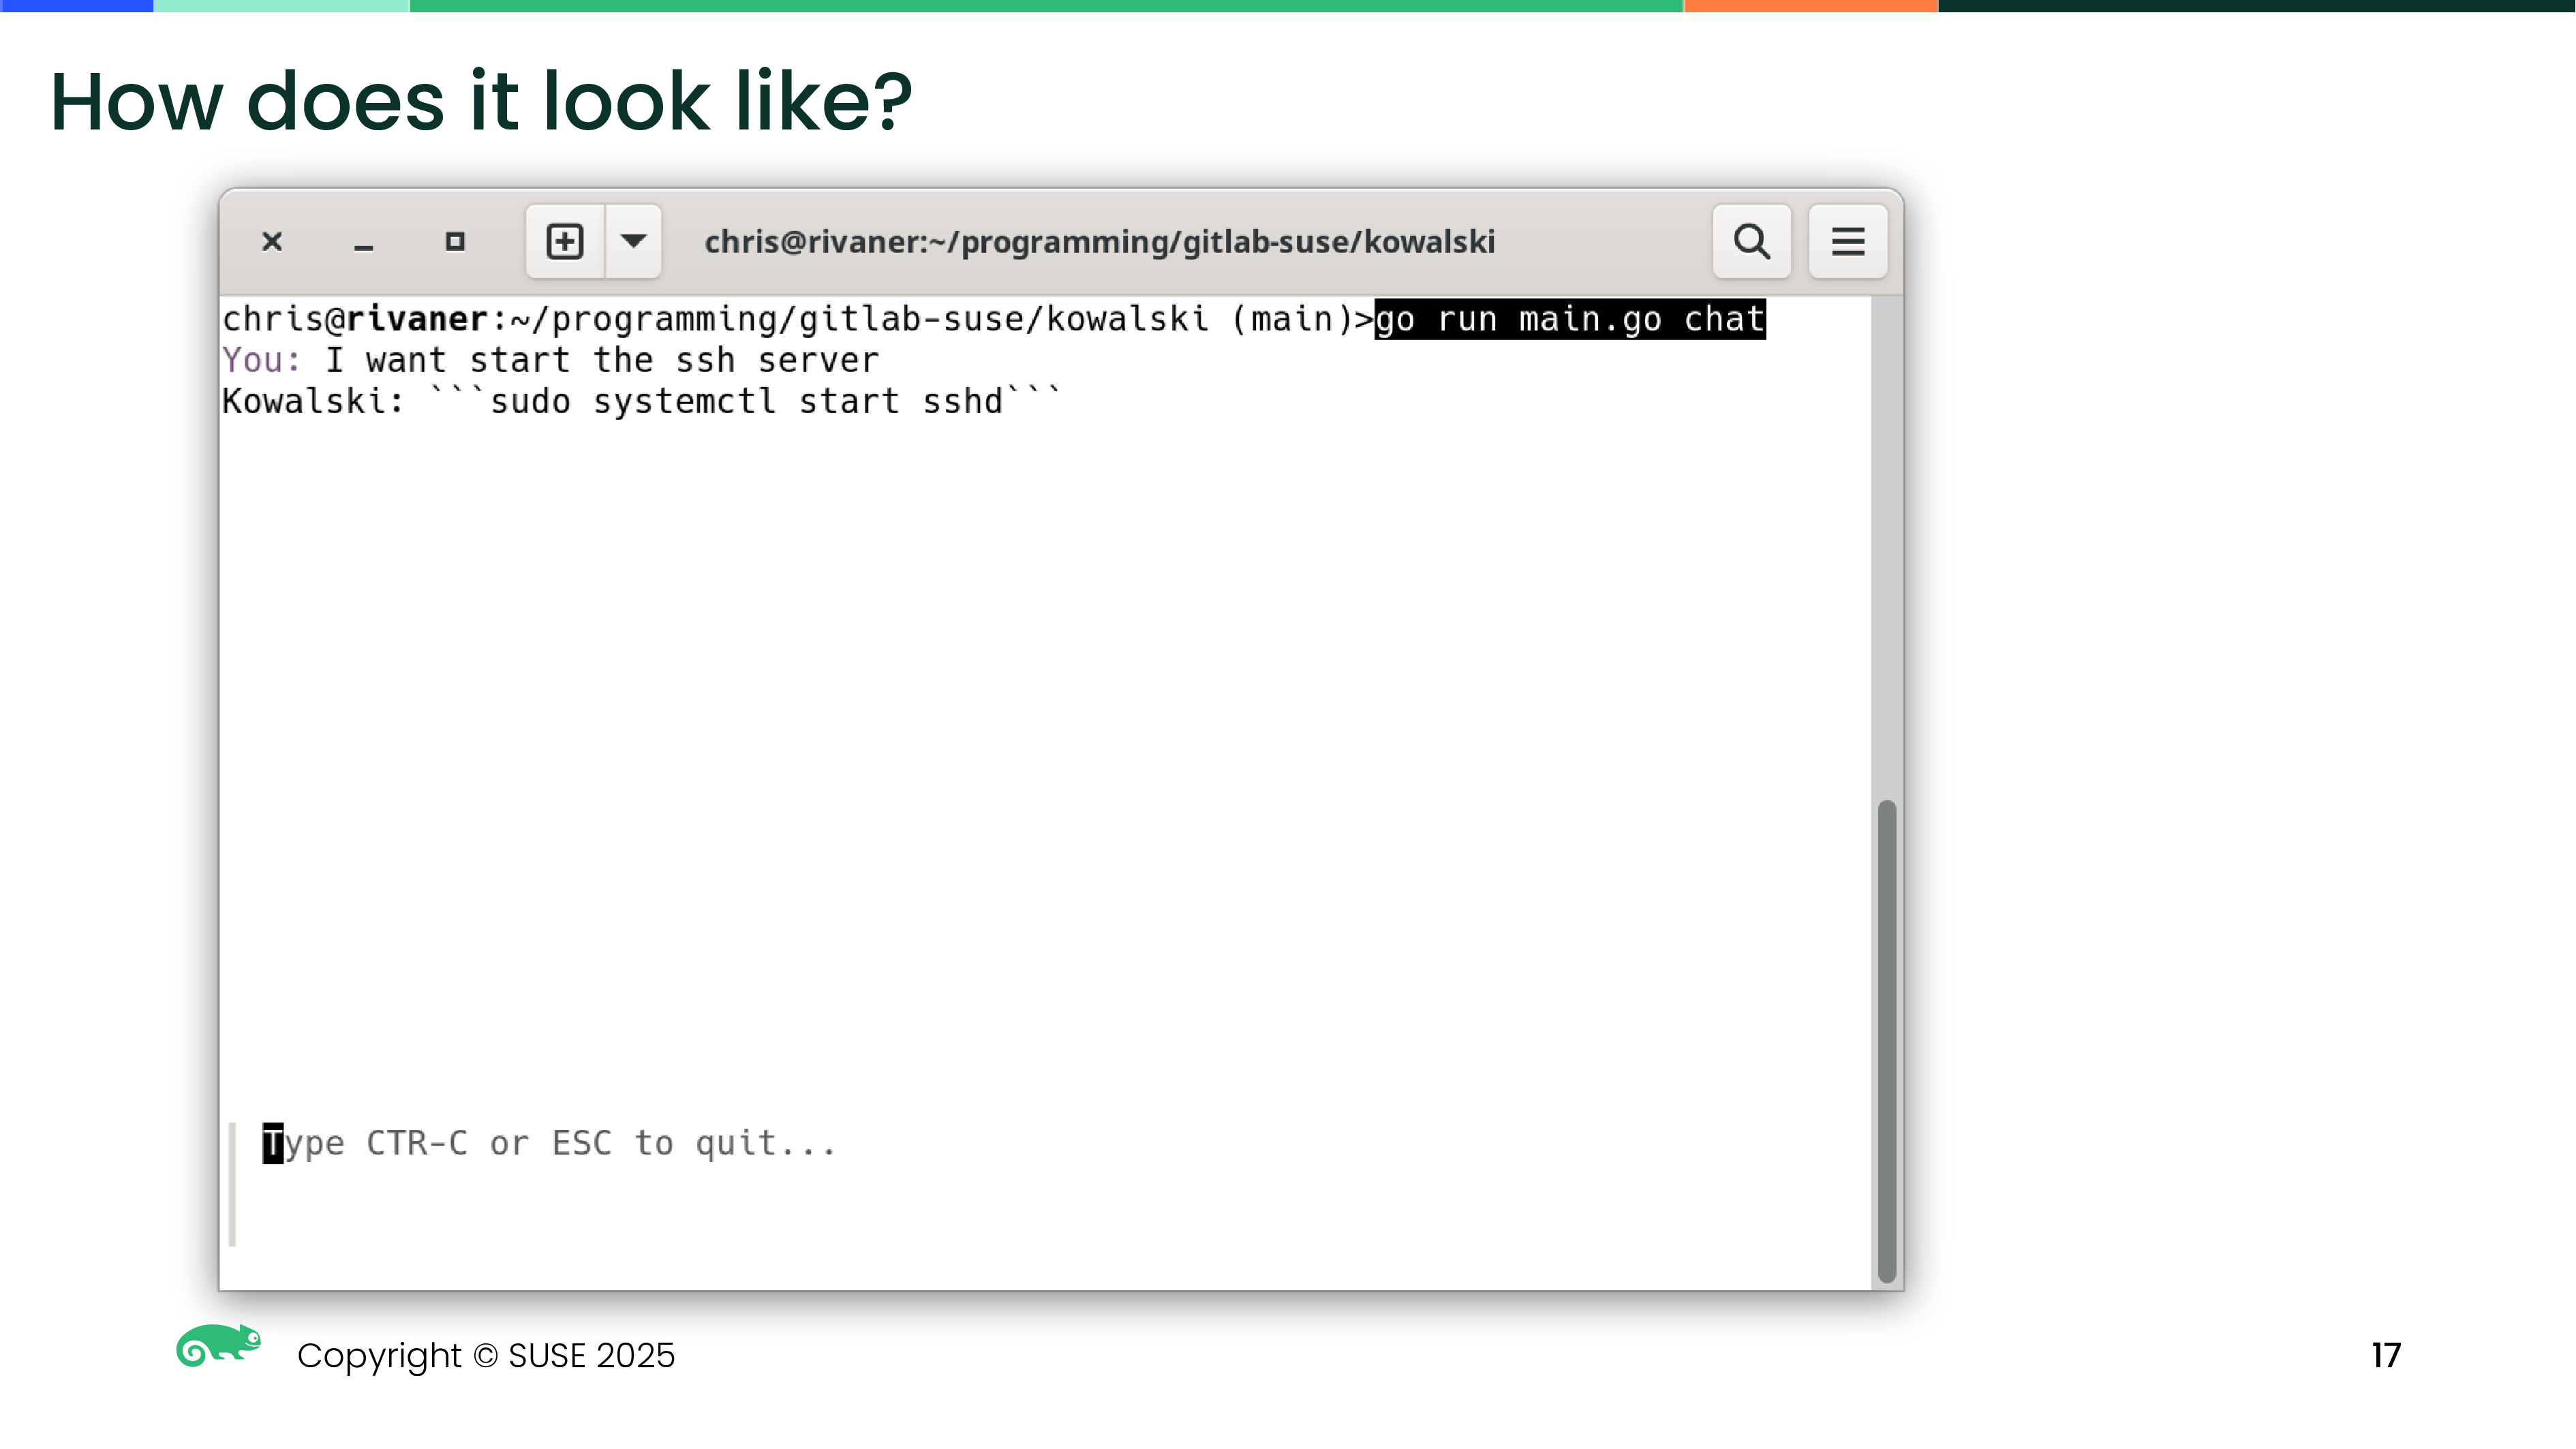 How does it look like?
chris@rivaner:~/programming/gitlab-suse/kowalski
chris@rivaner:~/programming/gitlab-suse/kowalski (main)>go run main.go chat
You: I want start the ssh server
Kowalski: ```sudo systemctl start sshd```
Type CTR-C or ESC to quit...
Copyright © SUSE 2025
17